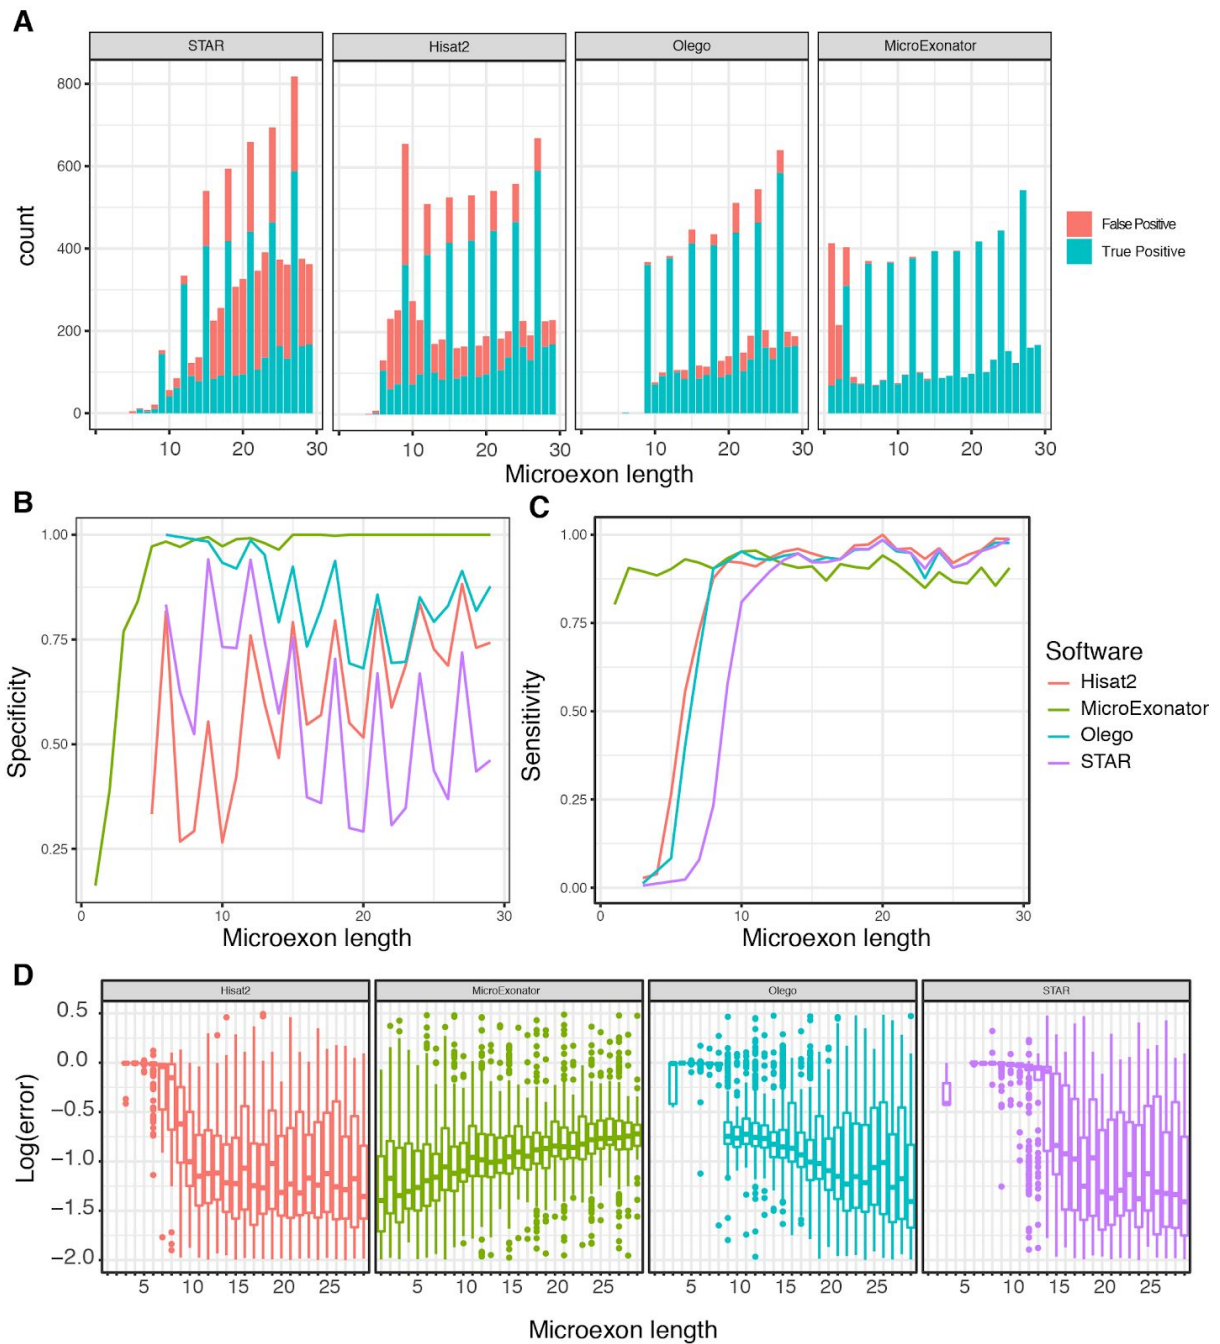 A
STAR Hisat2 Olego MicroExonator
800
600
400
200
0
count
10 20 30 10 20 30 10 20 30 10 20 30
Microexon length
False Positive
True Positive
B
1.00
0.75
0.50
0.25
Specificity
0 10 20 30
Microexon length
C
1.00
0.75
0.50
0.25
0.00
Sensitivity
0 10 20 30
Microexon length
Software
Hisat2
MicroExonator
Olego
STAR
D
Hisat2 MicroExonator Olego STAR
0.5
0.0
−0.5
−1.0
−1.5
−2.0
Log(error)
5 10 15 20 25 5 10 15 20 25 5 10 15 20 25 5 10 15 20 25
Microexon length